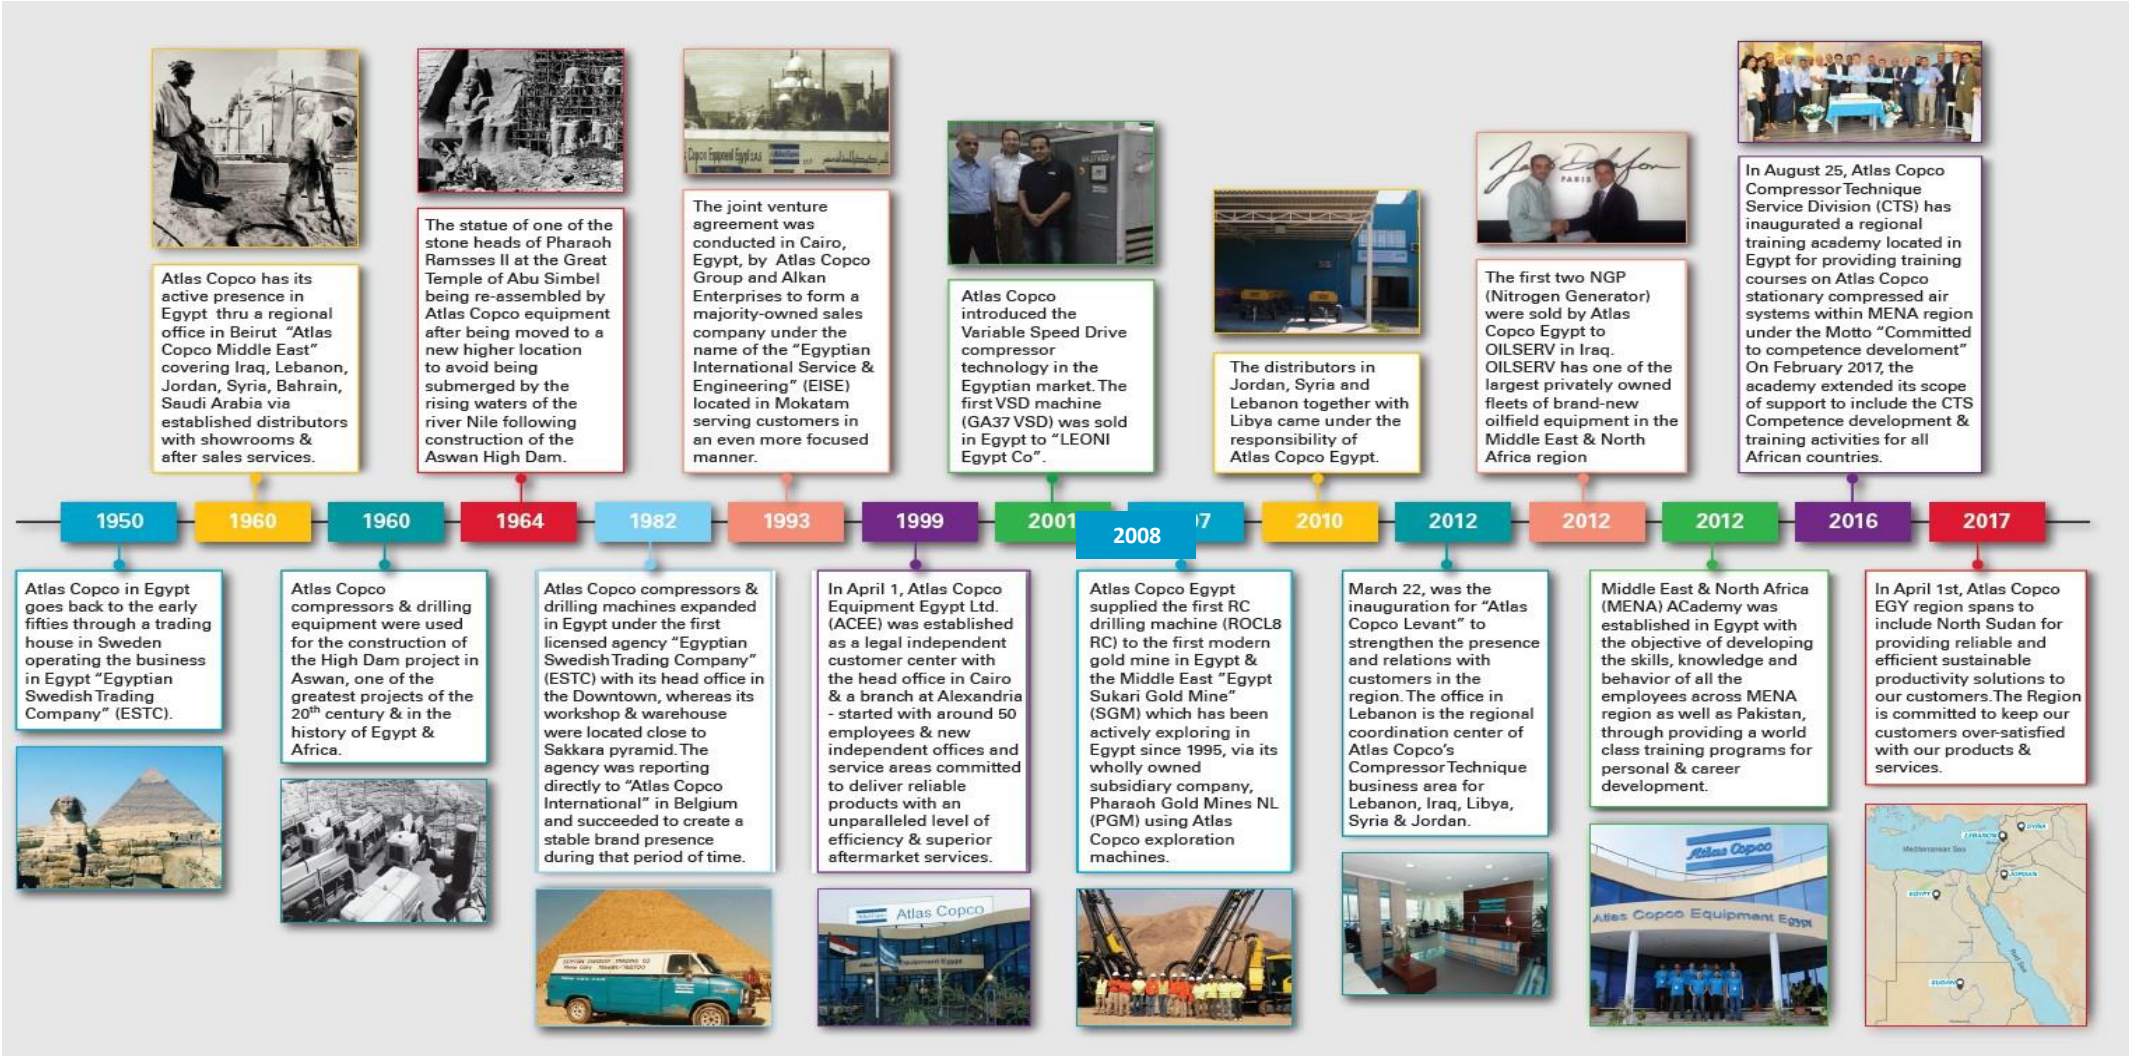 Atlas Copco has its
active presence in
Egypt thru a regional
office in Beirut “Atlas
Copco Middle East”
covering Iraq, Lebanon,
Jordan, Syria, Bahrain,
Saudi Arabia via
established distributors
with showrooms &
after sales services.
The statue of one of the
stone heads of Pharaoh
Ramsses II at the Great
Temple of Abu Simbel
being re-assembled by
Atlas Copco equipment
after being moved to a
new higher location
to avoid being
submerged by the
rising waters of the
river Nile following
construction of the
Aswan High Dam.
Copco Equipment Egypt S.A.E
The joint venture
agreement was
conducted in Cairo,
Egypt, by Atlas Copco
Group and Alkan
Enterprises to form a
majority-owned sales
company under the
name of the “Egyptian
International Service &
Engineering” (EISE)
located in Mokatam
serving customers in
an even more focused
manner.
Atlas Copco
introduced the
Variable Speed Drive
compressor
technology in the
Egyptian market. The
first VSD machine
(GA37 VSD) was sold
in Egypt to “LEONI
Egypt Co”.
The distributors in
Jordan, Syria and
Lebanon together with
Libya came under the
responsibility of
Atlas Copco Egypt.
PARIS
The first two NGP
(Nitrogen Generator)
were sold by Atlas
Copco Egypt to
OILSERV in Iraq.
OILSERV has one of the
largest privately owned
fleets of brand-new
oilfield equipment in the
Middle East & North
Africa region
In August 25, Atlas Copco
Compressor Technique
Service Division (CTS) has
inaugurated a regional
training academy located in
Egypt for providing training
courses on Atlas Copco
stationary compressed air
systems within MENA region
under the Motto “Committed
to competence develoment”
On February 2017, the
academy extended its scope
of support to include the CTS
Competence development &
training activities for all
African countries.
1950
1960
1960
1964
1982
1993
1999
2001
2008
07
2010
2012
2012
2012
2016
2017
Atlas Copco in Egypt
goes back to the early
fifties through a trading
house in Sweden
operating the business
in Egypt “Egyptian
Swedish Trading
Company” (ESTC).
Atlas Copco
compressors & drilling
equipment were used
for the construction of
the High Dam project in
Aswan, one of the
greatest projects of the
20th century & in the
history of Egypt &
Africa.
Atlas Copco compressors &
drilling machines expanded
in Egypt under the first
licensed agency “Egyptian
Swedish Trading Company”
(ESTC) with its head office in
the Downtown, whereas its
workshop & warehouse
were located close to
Sakkara pyramid. The
agency was reporting
directly to “Atlas Copco
International” in Belgium
and succeeded to create a
stable brand presence
during that period of time.
In April 1, Atlas Copco
Equipment Egypt Ltd.
(ACEE) was established
as a legal independent
customer center with
the head office in Cairo
& a branch at Alexandria
- started with around 50
employees & new
independent offices and
service areas committed
to deliver reliable
products with an
unparalleled level of
efficiency & superior
aftermarket services.
Atlas Copco
Equipment Egypt
Atlas Copco Egypt
supplied the first RC
drilling machine (ROCL8
RC) to the first modern
gold mine in Egypt &
the Middle East “Egypt
Sukari Gold Mine”
(SGM) which has been
actively exploring in
Egypt since 1995, via its
wholly owned
subsidiary company,
Pharaoh Gold Mines NL
(PGM) using Atlas
Copco exploration
machines.
March 22, was the
inauguration for “Atlas
Copco Levant” to
strengthen the presence
and relations with
customers in the
region. The office in
Lebanon is the regional
coordination center of
Atlas Copco’s
Compressor Technique
business area for
Lebanon, Iraq, Libya,
Syria & Jordan.
Middle East & North Africa
(MENA) ACademy was
established in Egypt with
the objective of developing
the skills, knowledge and
behavior of all the
employees across MENA
region as well as Pakistan,
through providing a world
class training programs for
personal & career
development.
Atlas Copco
Atlas Copco Equipment Egypt
In April 1st, Atlas Copco
EGY region spans to
include North Sudan for
providing reliable and
efficient sustainable
productivity solutions to
our customers. The Region
is committed to keep our
customers over-satisfied
with our products &
services.
LEBANON
SYRIA
Mediterranean Sea
JORDAN
EGYPT
Red Sea
SUDAN